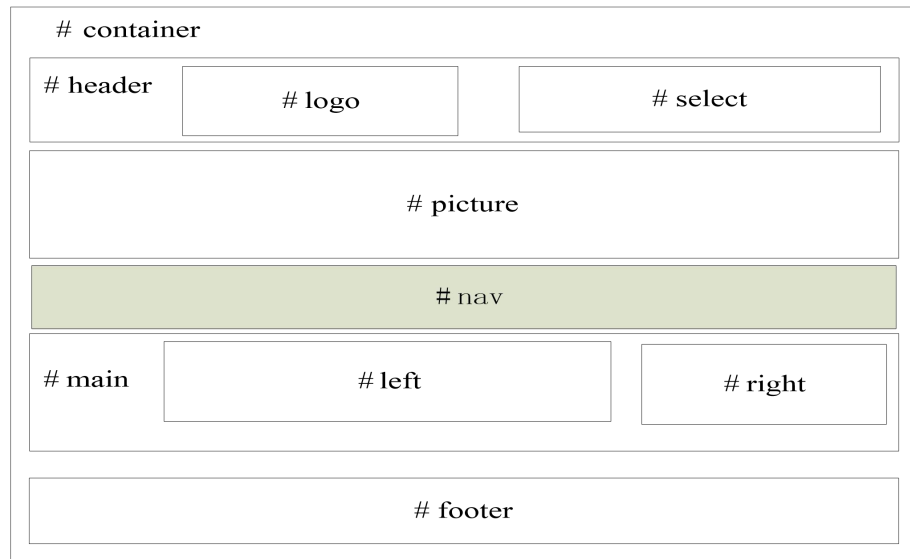 # container
# header
# logo
# select
# picture
# nav
# main
# left
# right
# footer